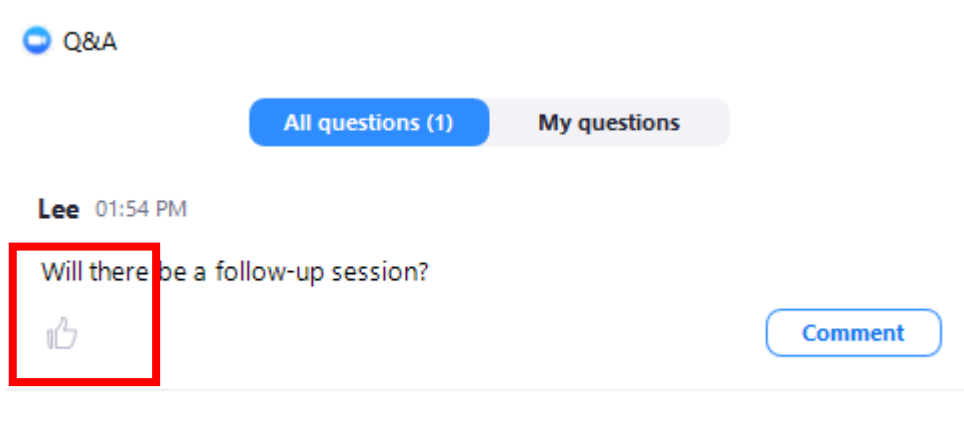 Q&A
All questions (1) My questions
Lee 01:54 PM
Will there be a follow-up session?
Comment